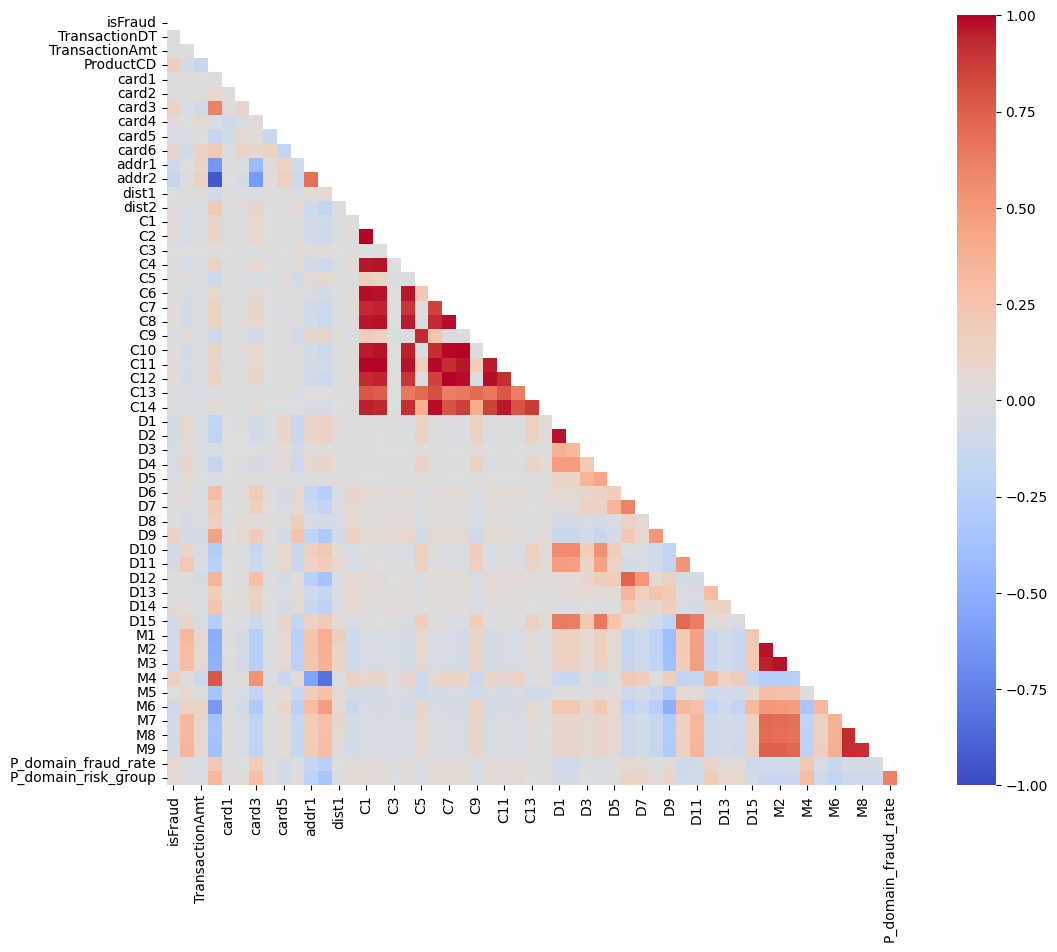 isFraud
TransactionDT
TransactionAmt
ProductCD
card1
card2
card3
card4
card5
card6
addr1
addr2
dist1
dist2
C1
C2
C3
C4
C5
C6
C7
C8
C9
C10
C11
C12
C13
C14
D1
D2
D3
D4
D5
D6
D7
D8
D9
D10
D11
D12
D13
D14
D15
M1
M2
M3
M4
M5
M6
M7
M8
M9
P_domain_fraud_rate
P_domain_risk_group
isFraud
TransactionAmt
card1
card3
card5
addr1
dist1
C1
C3
C5
C7
C9
C11
C13
D1
D3
D5
D7
D9
D11
D13
D15
M2
M4
M6
M8
P_domain_fraud_rate
1.00
0.75
0.50
0.25
0.00
−0.25
−0.50
−0.75
−1.00